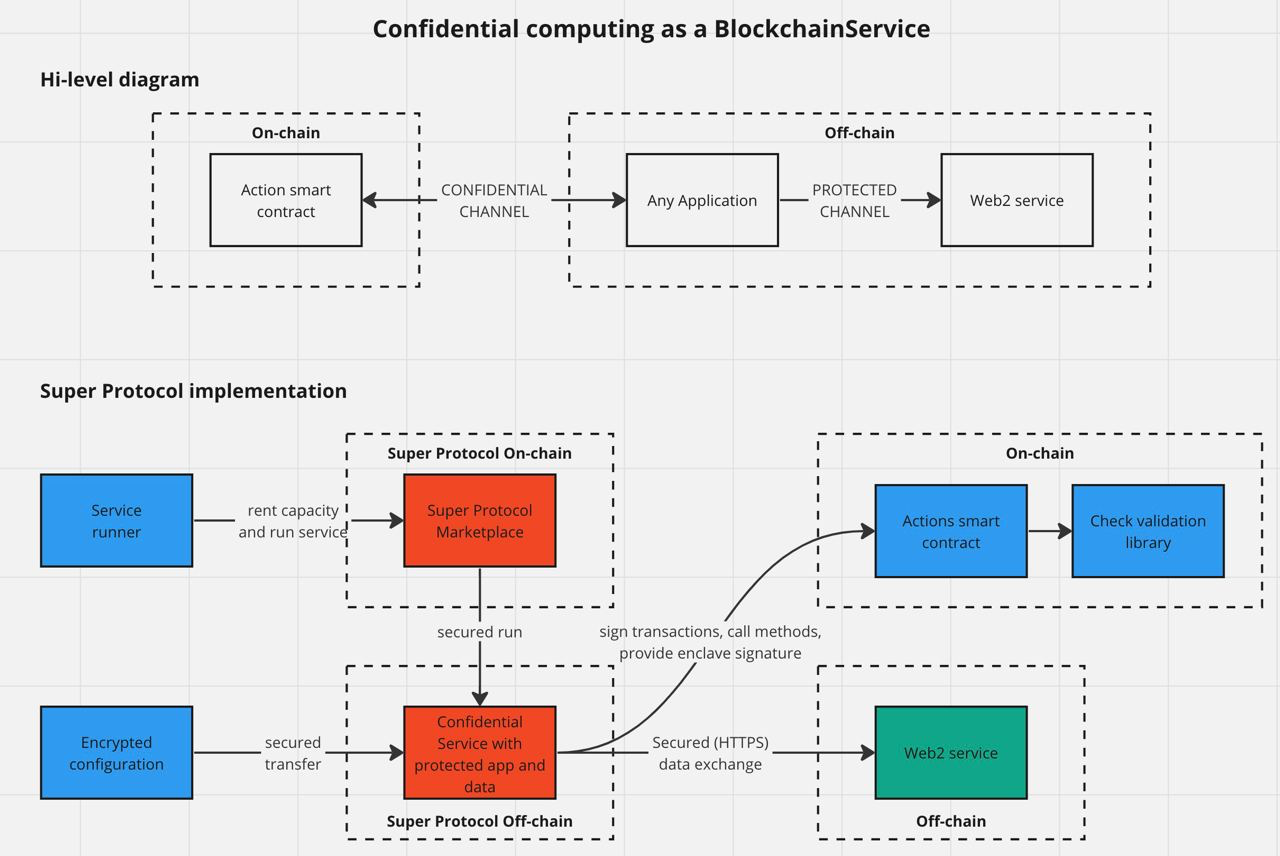 Confidential computing as a BlockchainService
Hi-level diagram
On-chain
Off-chain
Action smart
contract
CONFIDENTIAL
CHANNEL
Any Application
PROTECTED
CHANNEL
Web2 service
Super Protocol implementation
Super Protocol On-chain
On-chain
Service
runner
rent capacity
and run service
Super Protocol
Marketplace
Actions smart
contract
Check validation
library
secured run
sign transactions, call methods,
provide enclave signature
Encrypted
configuration
secured
transfer
Confidential
Service with
protected app and
data
Secured (HTTPS)
data exchange
Web2 service
Super Protocol Off-chain
Off-chain